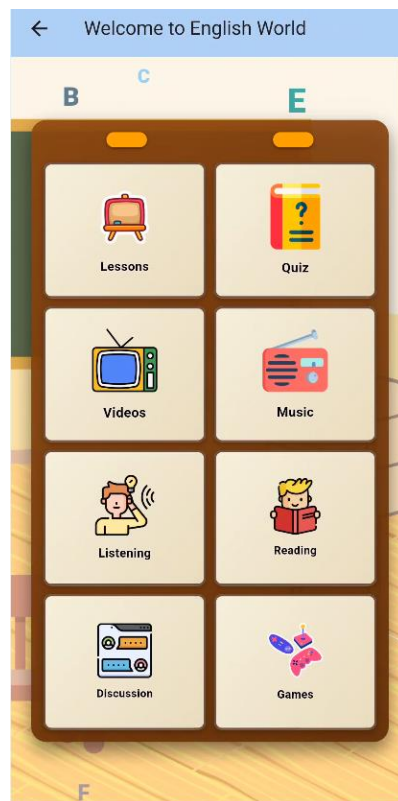 Welcome to English World
C
B
E
?
Lessons
Quiz
Videos
Music
Listening
Reading
Discussion
Games
F